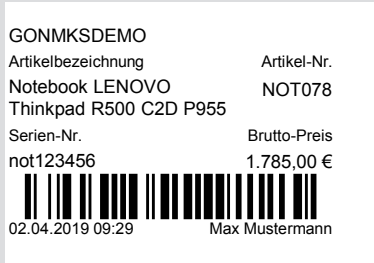 GONMKSDEMO
Artikelbezeichnung Artikel-Nr.
Notebook LENOVO NOT078
Thinkpad R500 C2D P955
Serien-Nr. Brutto-Preis
not123456 1.785,00 €
02.04.2019 09:29 Max Mustermann